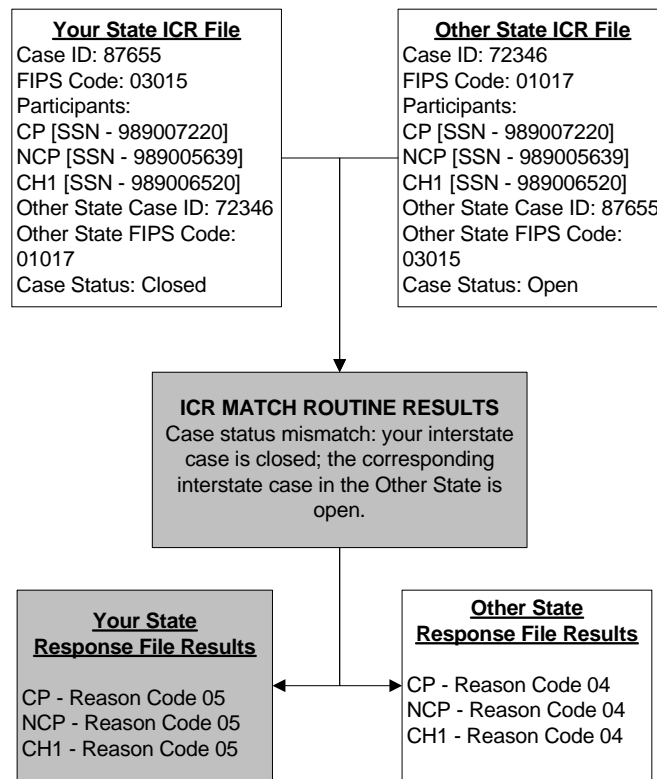 Your State ICR File
Case ID: 87655
FIPS Code: 03015
Participants:
CP [SSN - 989007220]
NCP [SSN - 989005639]
CH1 [SSN - 989006520]
Other State Case ID: 72346
Other State FIPS Code:
01017
Case Status: Closed
Other State ICR File
Case ID: 72346
FIPS Code: 01017
Participants:
CP [SSN - 989007220]
NCP [SSN - 989005639]
CH1 [SSN - 989006520]
Other State Case ID: 87655
Other State FIPS Code:
03015
Case Status: Open
ICR MATCH ROUTINE RESULTS
Case status mismatch: your interstate
case is closed; the corresponding
interstate case in the Other State is
open.
Your State
Response File Results
CP - Reason Code 05
NCP - Reason Code 05
CH1 - Reason Code 05
Other State
Response File Results
CP - Reason Code 04
NCP - Reason Code 04
CH1 - Reason Code 04